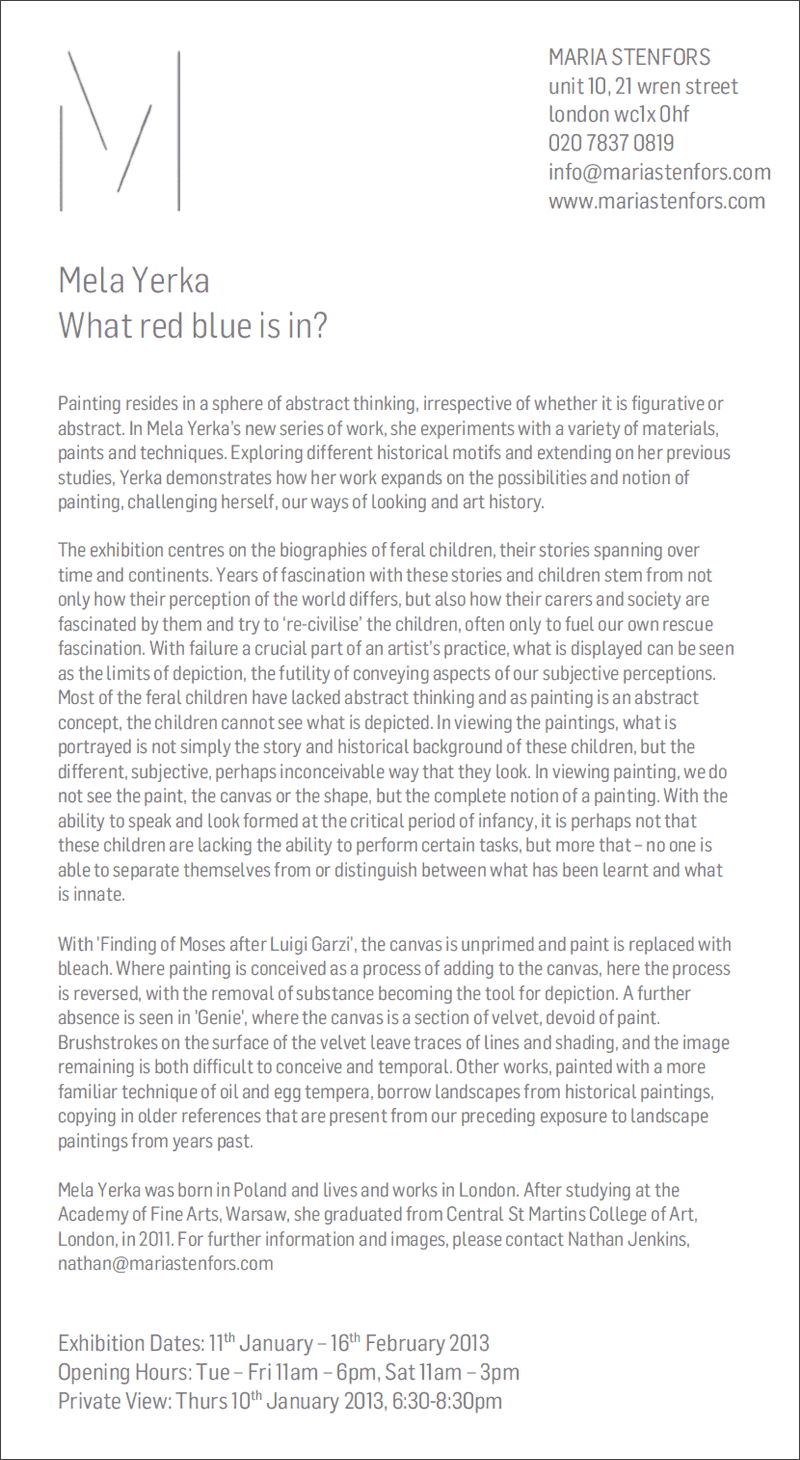 MARIA STENFORS
unit 10, 21 wren street
london wc1x 0hf
020 7837 0819
info@mariastenfors.com
www.mariastenfors.com
Mela Yerka
What red blue is in?
Painting resides in a sphere of abstract thinking, irrespective of whether it is figurative or
abstract. In Mela Yerka's new series of work, she experiments with a variety of materials,
paints and techniques. Exploring different historical motifs and extending on her previous
studies, Yerka demonstrates how her work expands on the possibilities and notion of
painting, challenging herself, our ways of looking and art history.
The exhibition centres on the biographies of feral children, their stories spanning over
time and continents. Years of fascination with these stories and children stem from not
only how their perception of the world differs, but also how their carers and society are
fascinated by them and try to ‘re-civilise’ the children, often only to fuel our own rescue
fascination. With failure a crucial part of an artist's practice, what is displayed can be seen
as the limits of depiction, the futility of conveying aspects of our subjective perceptions.
Most of the feral children have lacked abstract thinking and as painting is an abstract
concept, the children cannot see what is depicted. In viewing the paintings, what is
portrayed is not simply the story and historical background of these children, but the
different, subjective, perhaps inconceivable way that they look. In viewing painting, we do
not see the paint, the canvas or the shape, but the complete notion of a painting. With the
ability to speak and look formed at the critical period of infancy, it is perhaps not that
these children are lacking the ability to perform certain tasks, but more that – no one is
able to separate themselves from or distinguish between what has been learnt and what
is innate.
With 'Finding of Moses after Luigi Garzi', the canvas is unprimed and paint is replaced with
bleach. Where painting is conceived as a process of adding to the canvas, here the process
is reversed, with the removal of substance becoming the tool for depiction. A further
absence is seen in 'Genie', where the canvas is a section of velvet, devoid of paint.
Brushstrokes on the surface of the velvet leave traces of lines and shading, and the image
remaining is both difficult to conceive and temporal. Other works, painted with a more
familiar technique of oil and egg tempera, borrow landscapes from historical paintings,
copying in older references that are present from our preceding exposure to landscape
paintings from years past.
Mela Yerka was born in Poland and lives and works in London. After studying at the
Academy of Fine Arts, Warsaw, she graduated from Central St Martins College of Art,
London, in 2011. For further information and images, please contact Nathan Jenkins,
nathan@mariastenfors.com
Exhibition Dates: 11th January – 16th February 2013
Opening Hours: Tue – Fri 11am – 6pm, Sat 11am – 3pm
Private View: Thurs 10th January 2013, 6:30-8:30pm